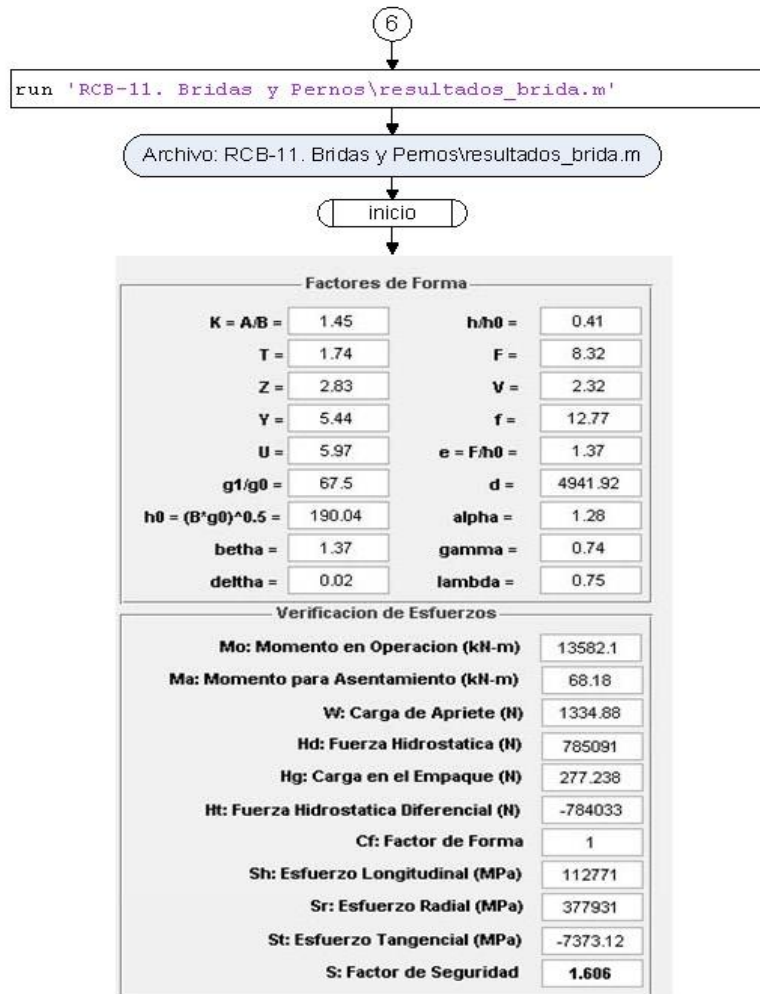 6
run 'RCB-11. Bridas y Pernos\resultados_brida.m'
Archivo: RCB-11. Bridas y Pernos\resultados_brida.m
inicio
Factores de Forma
K = A/B = 1.45 h/h0 = 0.41
T = 1.74 F = 8.32
Z = 2.83 V = 2.32
Y = 5.44 f = 12.77
U = 5.97 e = F/h0 = 1.37
g1/g0 = 67.5 d = 4941.92
h0 = (B*g0)^0.5 = 190.04 alpha = 1.28
betha = 1.37 gamma = 0.74
deltha = 0.02 lambda = 0.75
Verificacion de Esfuerzos
Mo: Momento en Operacion (kN-m) 13582.1
Ma: Momento para Asentamiento (kN-m) 68.18
W: Carga de Apriete (N) 1334.88
Hd: Fuerza Hidrostatica (N) 785091
Hg: Carga en el Empaque (N) 277.238
Ht: Fuerza Hidrostatica Diferencial (N) -784033
Cf: Factor de Forma 1
Sh: Esfuerzo Longitudinal (MPa) 112771
Sr: Esfuerzo Radial (MPa) 377931
St: Esfuerzo Tangencial (MPa) -7373.12
S: Factor de Seguridad 1.606